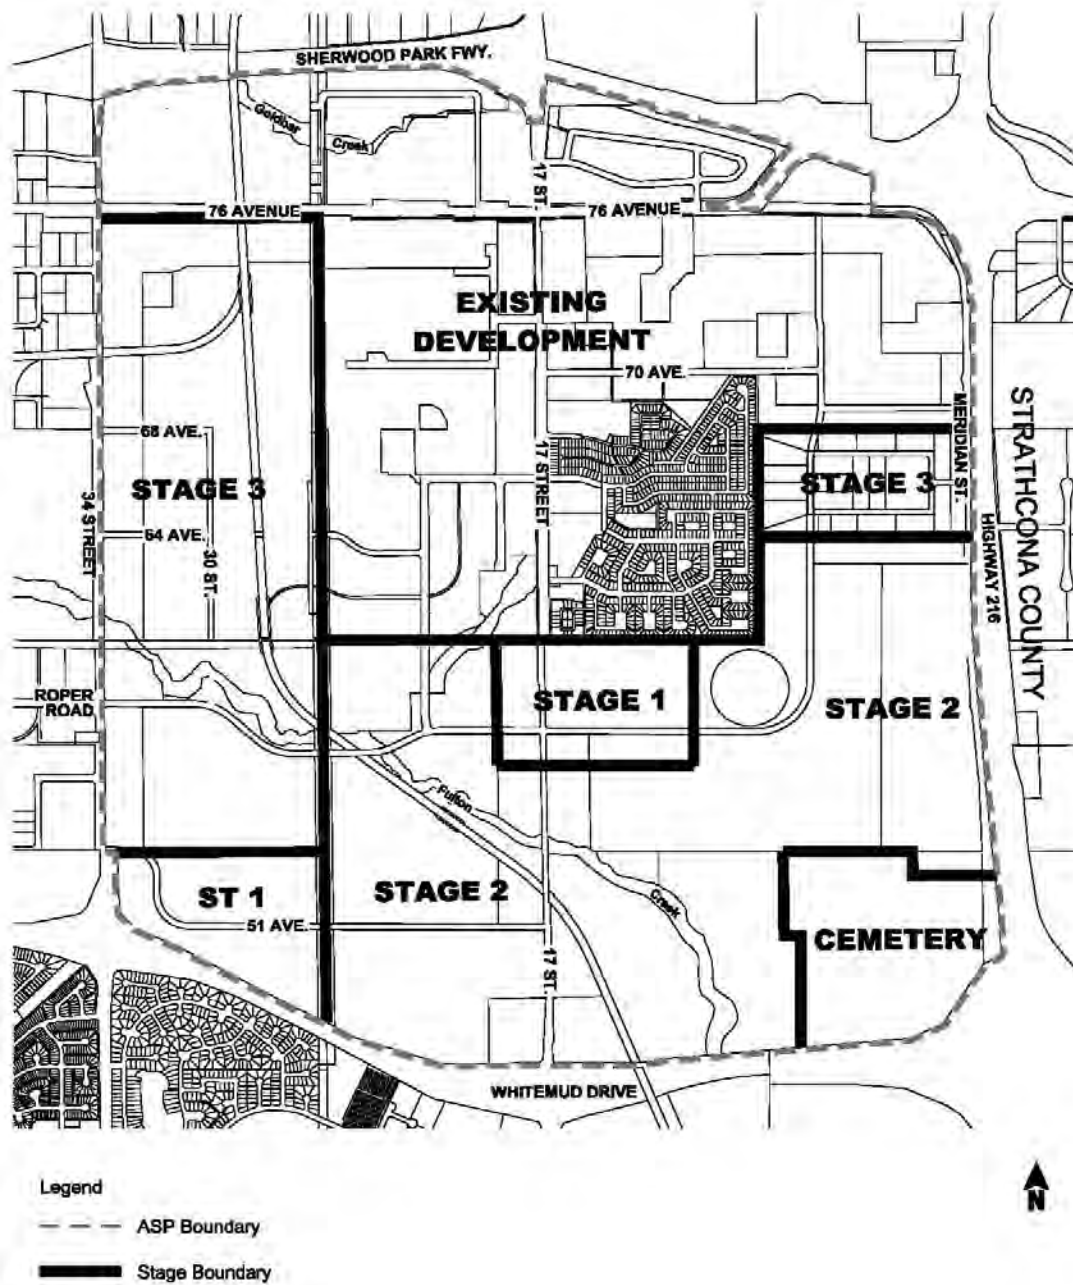 SHERWOOD PARK FWY.
Goldbar
Creek
17 ST.
76 AVENUE
76 AVENUE
EXISTING
DEVELOPMENT
70 AVE.
MERIDIAN ST.
STRATHCONA COUNTY
68 AVE.
17 STREET
STAGE 3
STAGE 3
34 STREET
64 AVE.
30 ST.
HIGHWAY 216
ROPER
ROAD
STAGE 1
STAGE 2
Fulton
ST 1
STAGE 2
Creek
51 AVE.
CEMETERY
17 ST.
WHITEMUD DRIVE
Legend
ASP Boundary
Stage Boundary
N